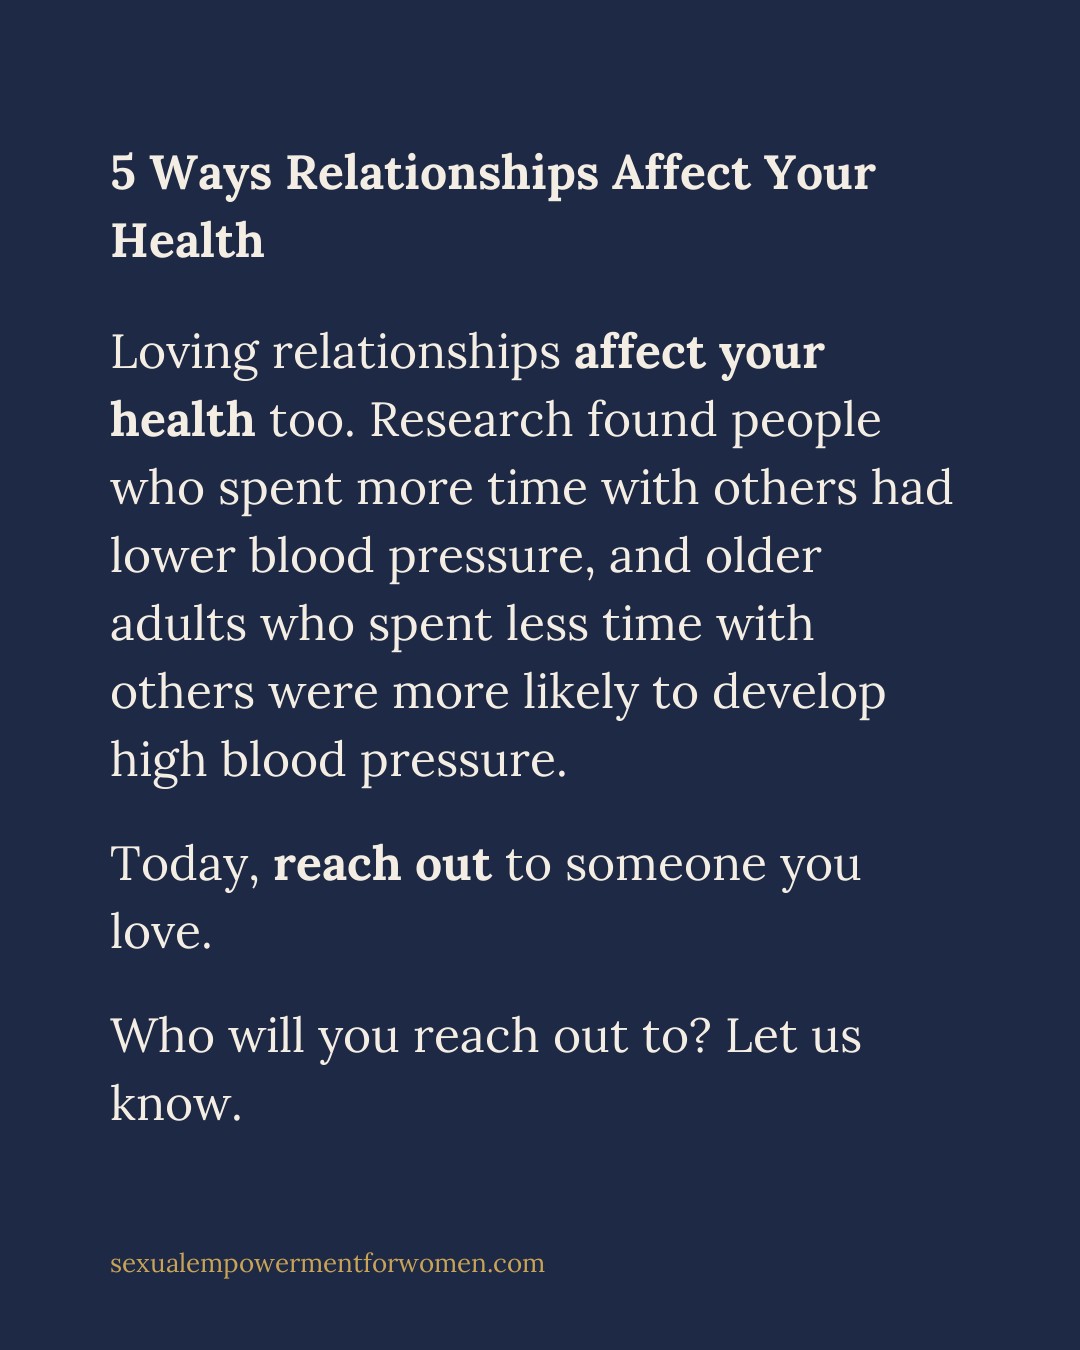 5 Ways Relationships Affect Your
Health
Loving relationships affect your
health too. Research found people
who spent more time with others had
lower blood pressure, and older
adults who spent less time with
others were more likely to develop
high blood pressure.
Today, reach out to someone you
love.
Who will you reach out to? Let us
know.
sexualempowermentforwomen.com